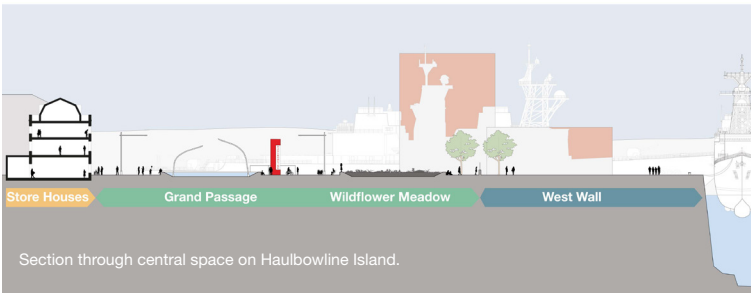 Store Houses
Grand Passage
Wildflower Meadow
West Wall
Section through central space on Haulbowline Island.